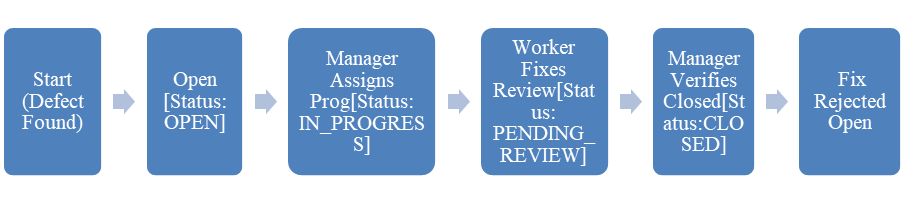 Start
(Defect
Found)
Open
[Status:
OPEN]
Manager
Assigns
Prog[Status:
IN_PROGRES
S]
Worker
Fixes
Review[Stat
us:
PENDING_
REVIEW]
Manager
Verifies
Closed[St
atus:CLO
SED]
Fix
Rejected
Open